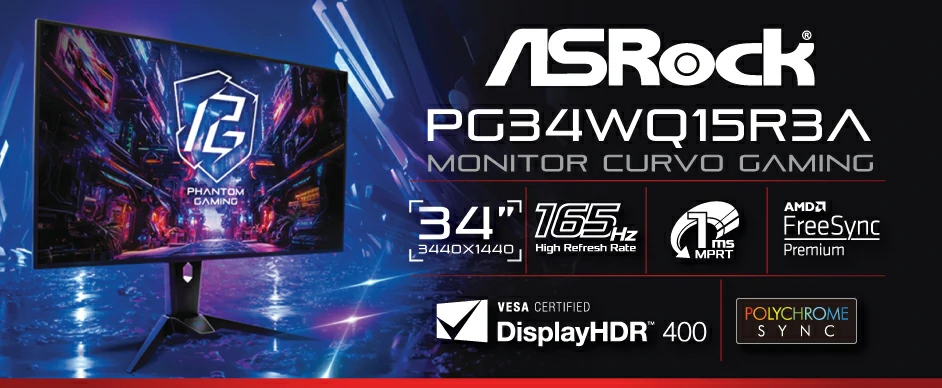 PHANTOM
GAMING
ASRock®
PG34WQ15R3A
MONITOR CURVO GAMING
34”
3440X1440
165Hz
High Refresh Rate
1ms
MPRT
AMD
FreeSync
Premium
VESA CERTIFIED
DisplayHDR™ 400
POLYCHROME
SYNC